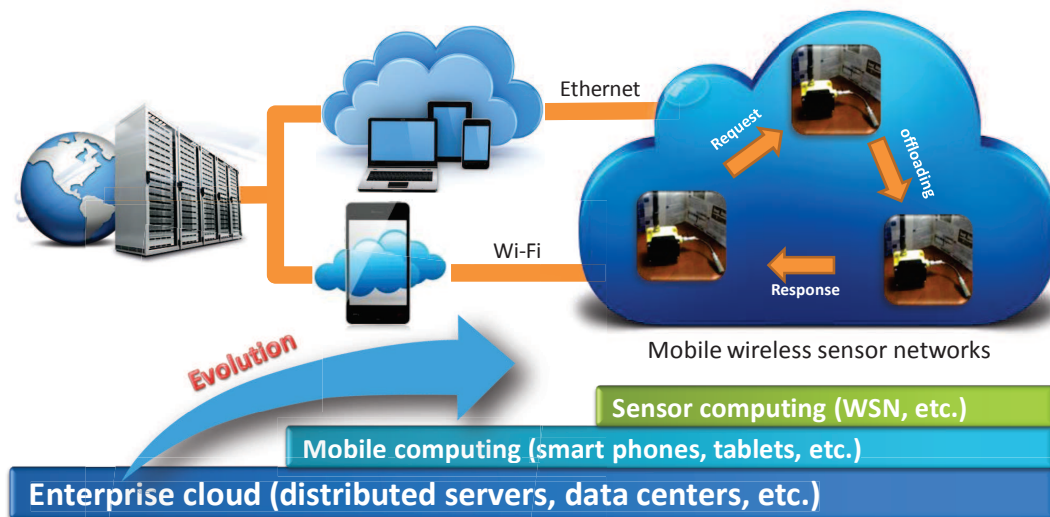 Ethernet
Request
offloading
Wi-Fi
Response
Mobile wireless sensor networks
Evolution
Sensor computing (WSN, etc.)
Mobile computing (smart phones, tablets, etc.)
Enterprise cloud (distributed servers, data centers, etc.)